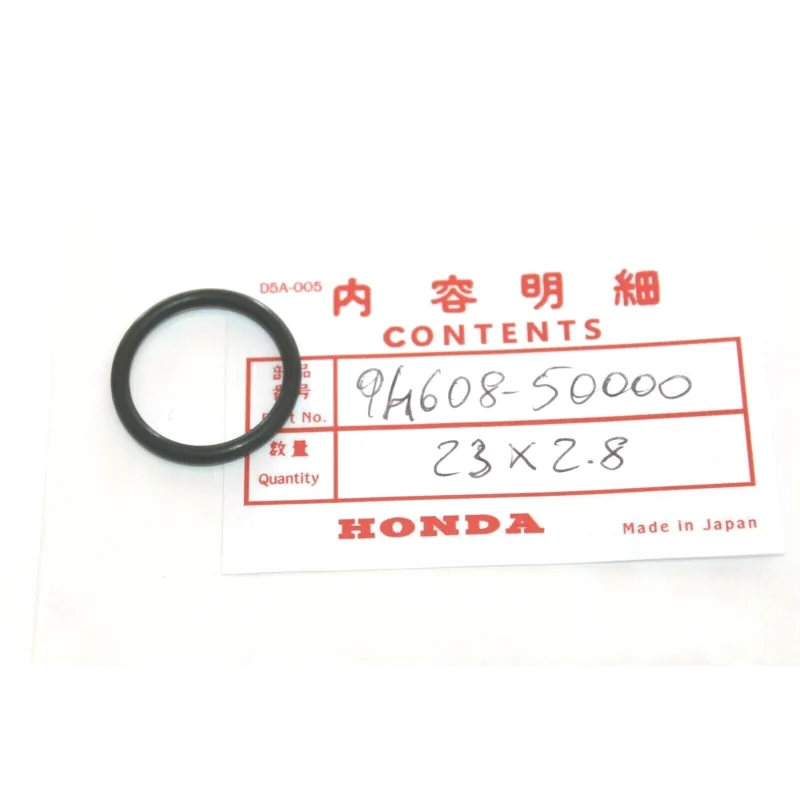 D5A-005
内容明細
CONTENTS
部品
番号
Part No.
94608-50000
数量
Quantity
23 x 2.8
HONDA
Made in Japan